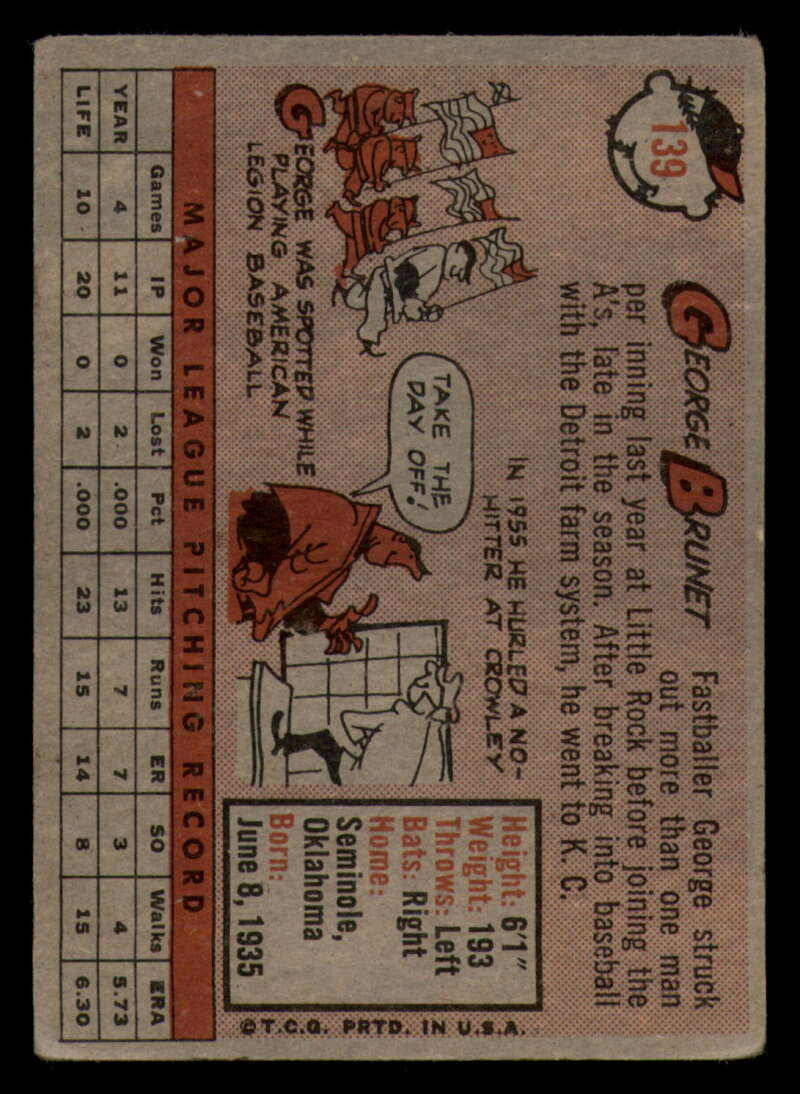 139
GEORGE BRUNET
Fastballer George struck
out more than one man
per inning last year at Little Rock before joining the
A's, late in the season. After breaking into baseball
with the Detroit farm system, he went to K. C.
GEORGE WAS SPOTTED WHILE
PLAYING AMERICAN
LEGION BASEBALL
IN 1955 HE HURLED A NO-
HITTER AT CROWLEY
TAKE THE
DAY OFF!
Height: 6'1"
Weight: 193
Throws: Left
Bats: Right
Home:
Seminole,
Oklahoma
Born:
June 8, 1935
©T.C.G. PRTD. IN U.S.A.
MAJOR LEAGUE PITCHING RECORD
Games IP Won Lost Pct Hits Runs ER SO Walks ERA
YEAR 4 11 0 2 .000 13 7 7 3 4 5.73
LIFE 10 20 0 2 .000 23 15 14 8 15 6.30